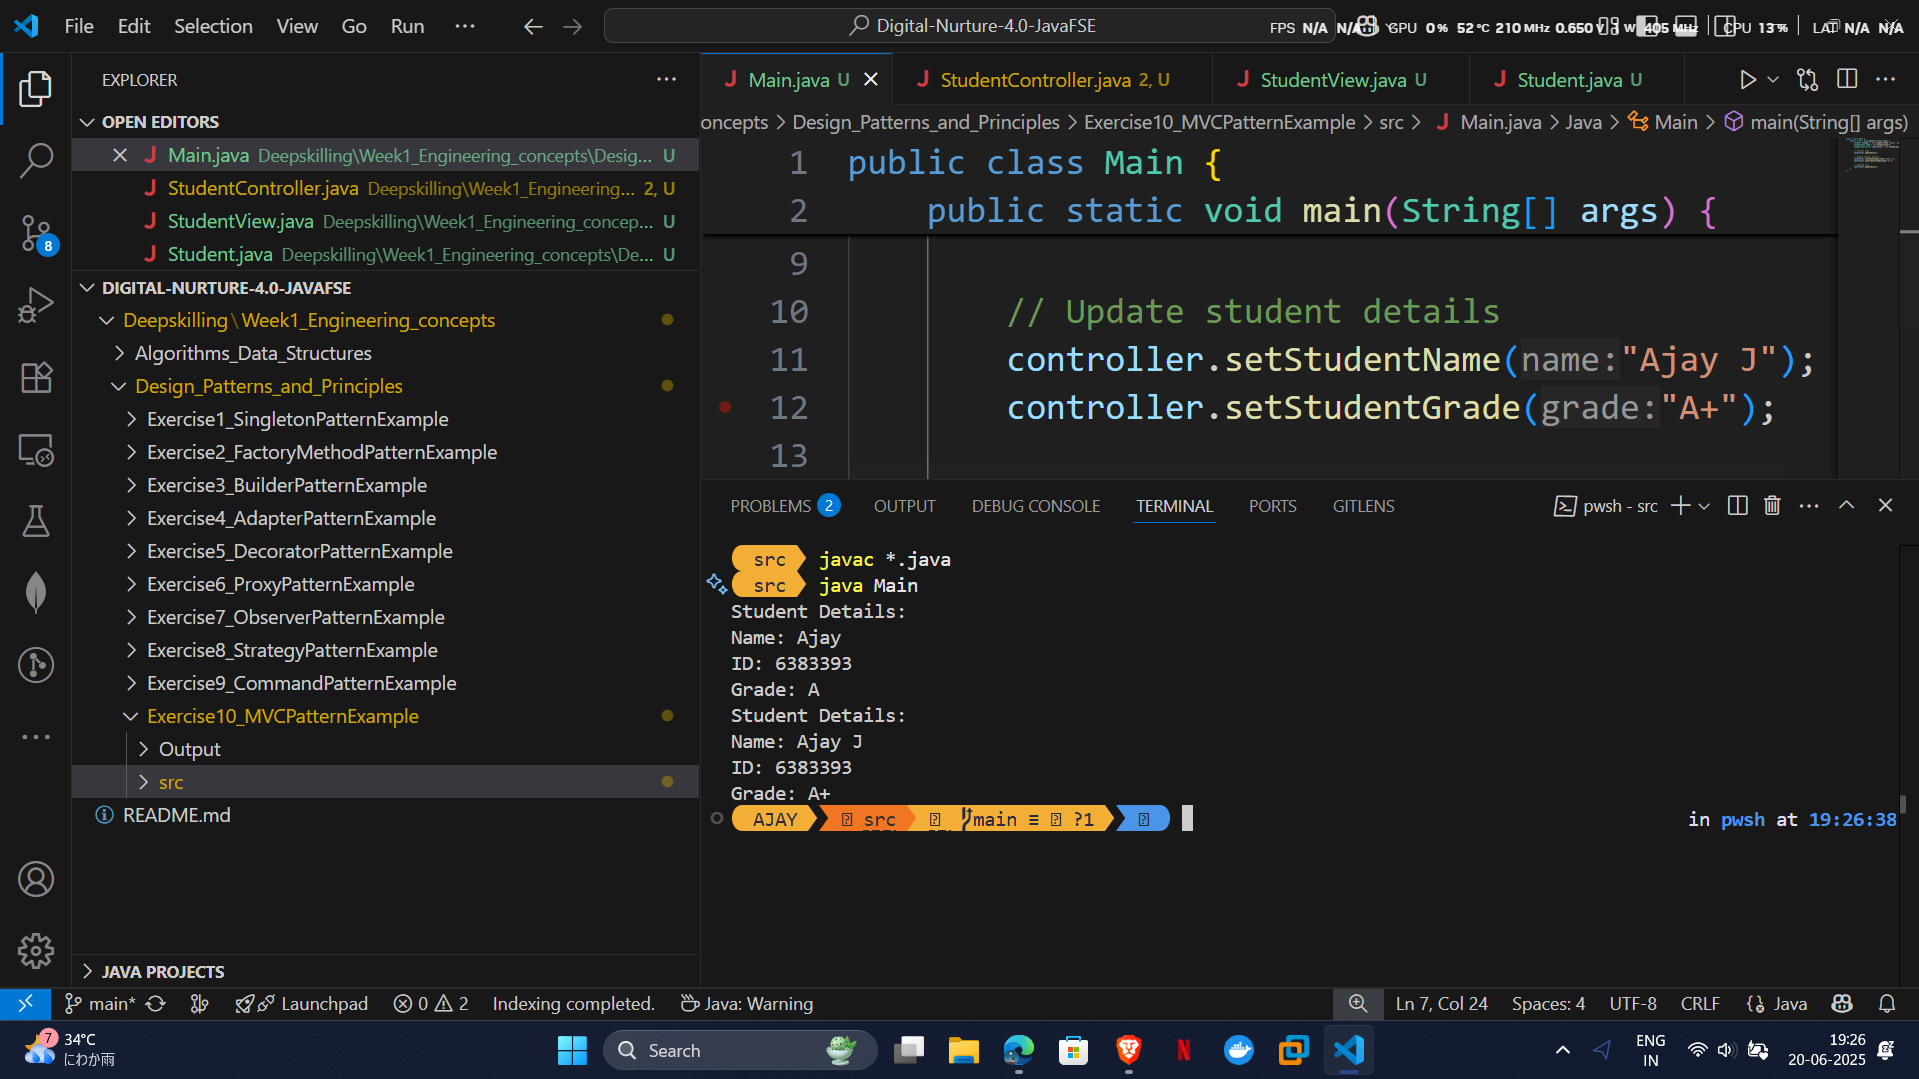 File Edit Selection View Go Run ··· Digital-Nurture-4.0-JavaFSE FPS N/A N/A GPU 0% 52°C 210 MHz 0.650 V W 405 MHz CPU 13% LAT N/A N/A
EXPLORER
OPEN EDITORS
Main.java Deepskilling\Week1_Engineering_concepts\Desig... U
StudentController.java Deepskilling\Week1_Engineering... 2, U
StudentView.java Deepskilling\Week1_Engineering_concep... U
Student.java Deepskilling\Week1_Engineering_concepts\De... U
DIGITAL-NURTURE-4.0-JAVAFSE
Deepskilling\Week1_Engineering_concepts
Algorithms_Data_Structures
Design_Patterns_and_Principles
Exercise1_SingletonPatternExample
Exercise2_FactoryMethodPatternExample
Exercise3_BuilderPatternExample
Exercise4_AdapterPatternExample
Exercise5_DecoratorPatternExample
Exercise6_ProxyPatternExample
Exercise7_ObserverPatternExample
Exercise8_StrategyPatternExample
Exercise9_CommandPatternExample
Exercise10_MVCPatternExample
Output
src
README.md
JAVA PROJECTS
8
Main.java U StudentController.java 2, U StudentView.java U Student.java U
oncepts > Design_Patterns_and_Principles > Exercise10_MVCPatternExample > src > Main.java > Java > Main > main(String[] args)
1 public class Main {
2 public static void main(String[] args) {
9
10 // Update student details
11 controller.setStudentName(name:"Ajay J");
12 controller.setStudentGrade(grade:"A+");
13
PROBLEMS 2 OUTPUT DEBUG CONSOLE TERMINAL PORTS GITLENS pwsh - src
src javac *.java
src java Main
Student Details:
Name: Ajay
ID: 6383393
Grade: A
Student Details:
Name: Ajay J
ID: 6383393
Grade: A+
AJAY src main ≡ ?1 in pwsh at 19:26:38
main* Launchpad 0 2 Indexing completed. Java: Warning Ln 7, Col 24 Spaces: 4 UTF-8 CRLF Java
7 34°C
にわか雨
Search
ENG
IN
19:26
20-06-2025